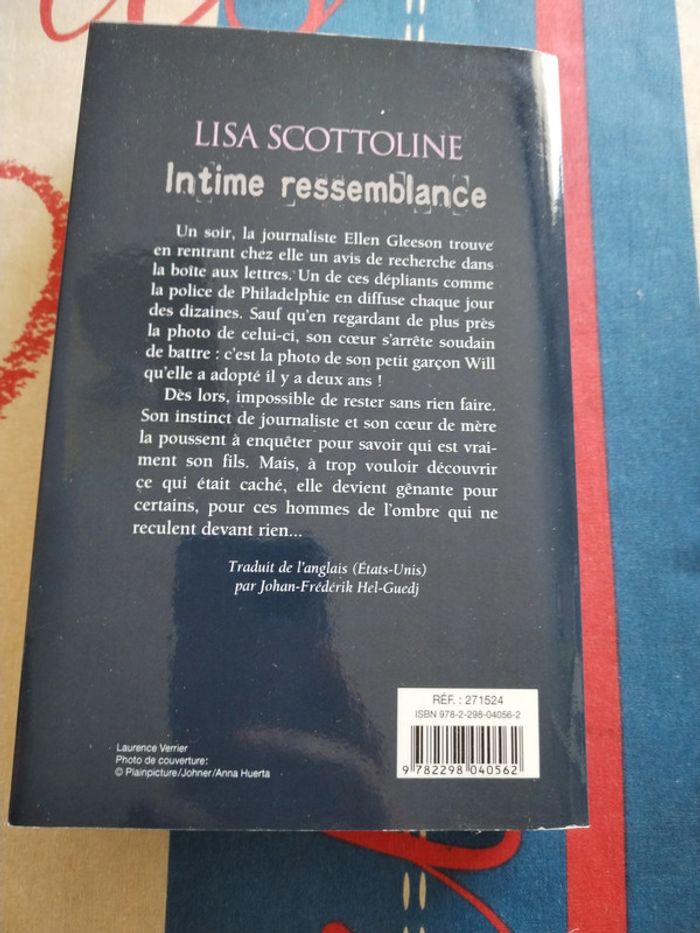 LISA SCOTTOLINE
Intime ressemblance
Un soir, la journaliste Ellen Gleeson trouve
en rentrant chez elle un avis de recherche dans
la boîte aux lettres. Un de ces dépliants comme
la police de Philadelphie en diffuse chaque jour
des dizaines. Sauf qu'en regardant de plus près
la photo de celui-ci, son cœur s'arrête soudain
de battre : c'est la photo de son petit garçon Will
qu'elle a adopté il y a deux ans !
Dès lors, impossible de rester sans rien faire.
Son instinct de journaliste et son cœur de mère
la poussent à enquêter pour savoir qui est vrai-
ment son fils. Mais, à trop vouloir découvrir
ce qui était caché, elle devient gênante pour
certains, pour ces hommes de l'ombre qui ne
reculent devant rien...
Traduit de l'anglais (États-Unis)
par Johan-Frédérik Hel-Guedj
RÉF. : 271524
ISBN 978-2-298-04056-2
9 782298 040562
Laurence Verrier
Photo de couverture:
© Plainpicture/Johner/Anna Huerta